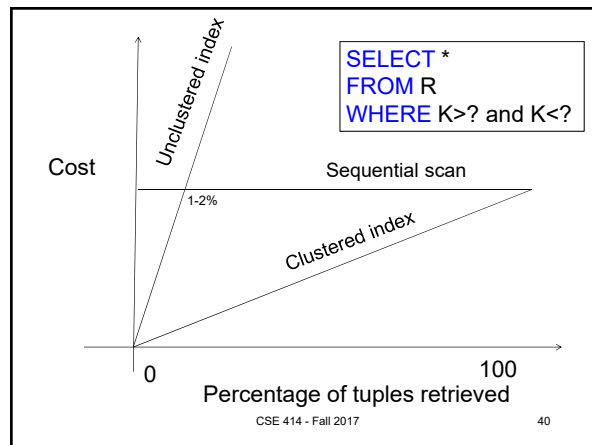 SELECT *
FROM R
WHERE K>? and K<?
Unclustered index
Cost
Sequential scan
1-2%
Clustered index
0
100
Percentage of tuples retrieved
CSE 414 - Fall 2017
40